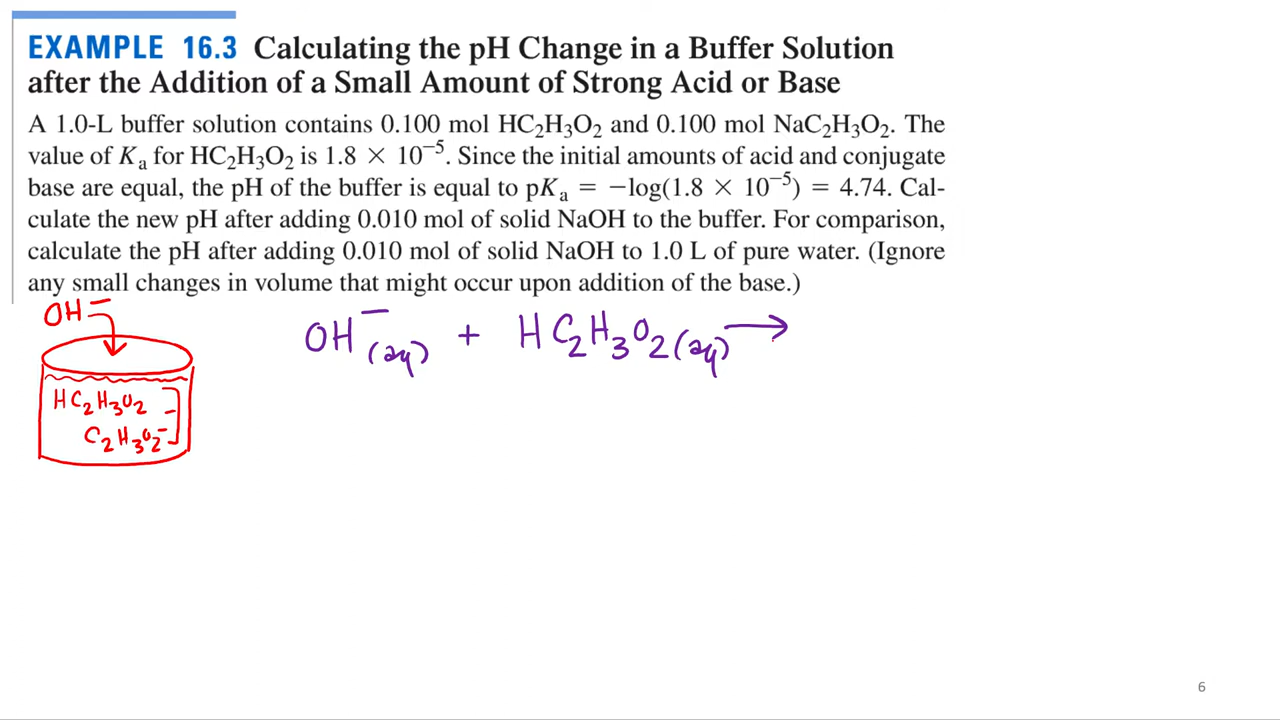 EXAMPLE 16.3 Calculating the pH Change in a Buffer Solution
after the Addition of a Small Amount of Strong Acid or Base
A 1.0-L buffer solution contains 0.100 mol HC₂H₃O₂ and 0.100 mol NaC₂H₃O₂. The
value of Kₐ for HC₂H₃O₂ is 1.8 × 10⁻⁵. Since the initial amounts of acid and conjugate
base are equal, the pH of the buffer is equal to pKₐ = −log(1.8 × 10⁻⁵) = 4.74. Cal-
culate the new pH after adding 0.010 mol of solid NaOH to the buffer. For comparison,
calculate the pH after adding 0.010 mol of solid NaOH to 1.0 L of pure water. (Ignore
any small changes in volume that might occur upon addition of the base.)
OH⁻
OH⁻(aq) + HC₂H₃O₂(aq) →
HC₂H₃O₂
C₂H₃O₂⁻
6